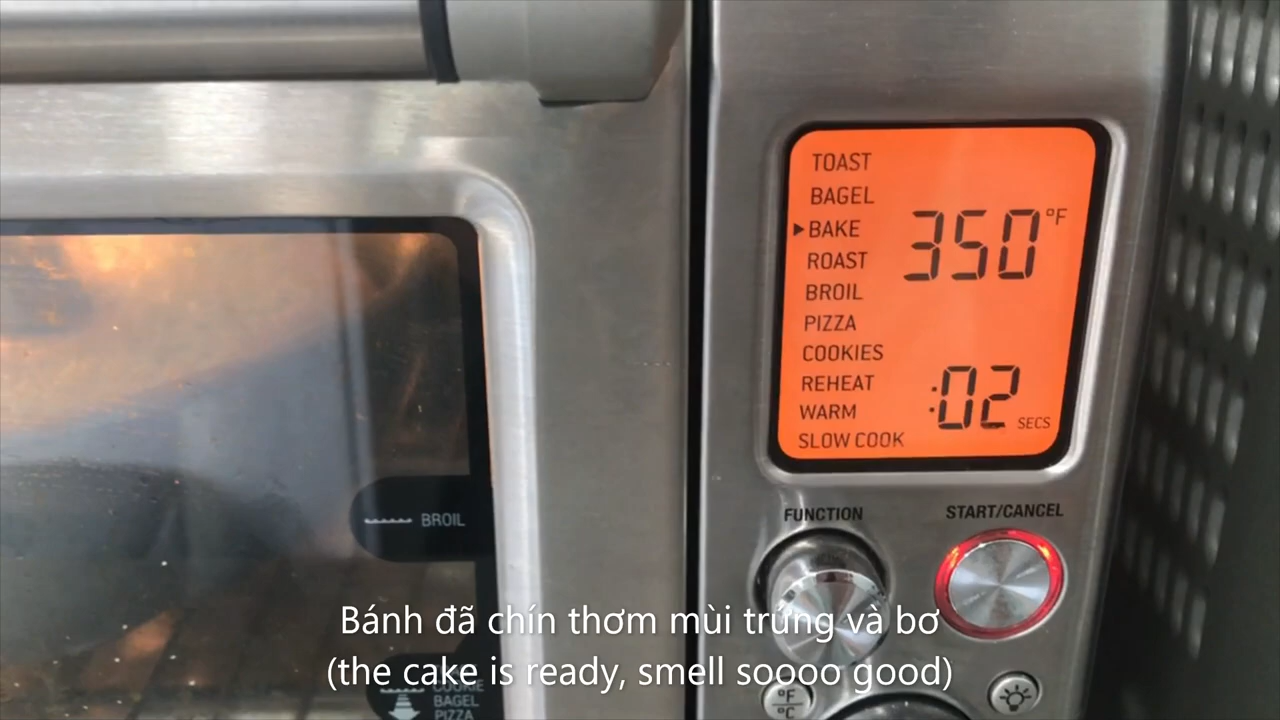 TOAST
BAGEL
BAKE
ROAST
BROIL
PIZZA
COOKIES
REHEAT
WARM
SLOW COOK
350°F
:02 SECS
FUNCTION
START/CANCEL
BROIL
COOKIE
BAGEL
PIZZA
°F
°C
Bánh đã chín thơm mùi trứng và bơ
(the cake is ready, smell soooo good)